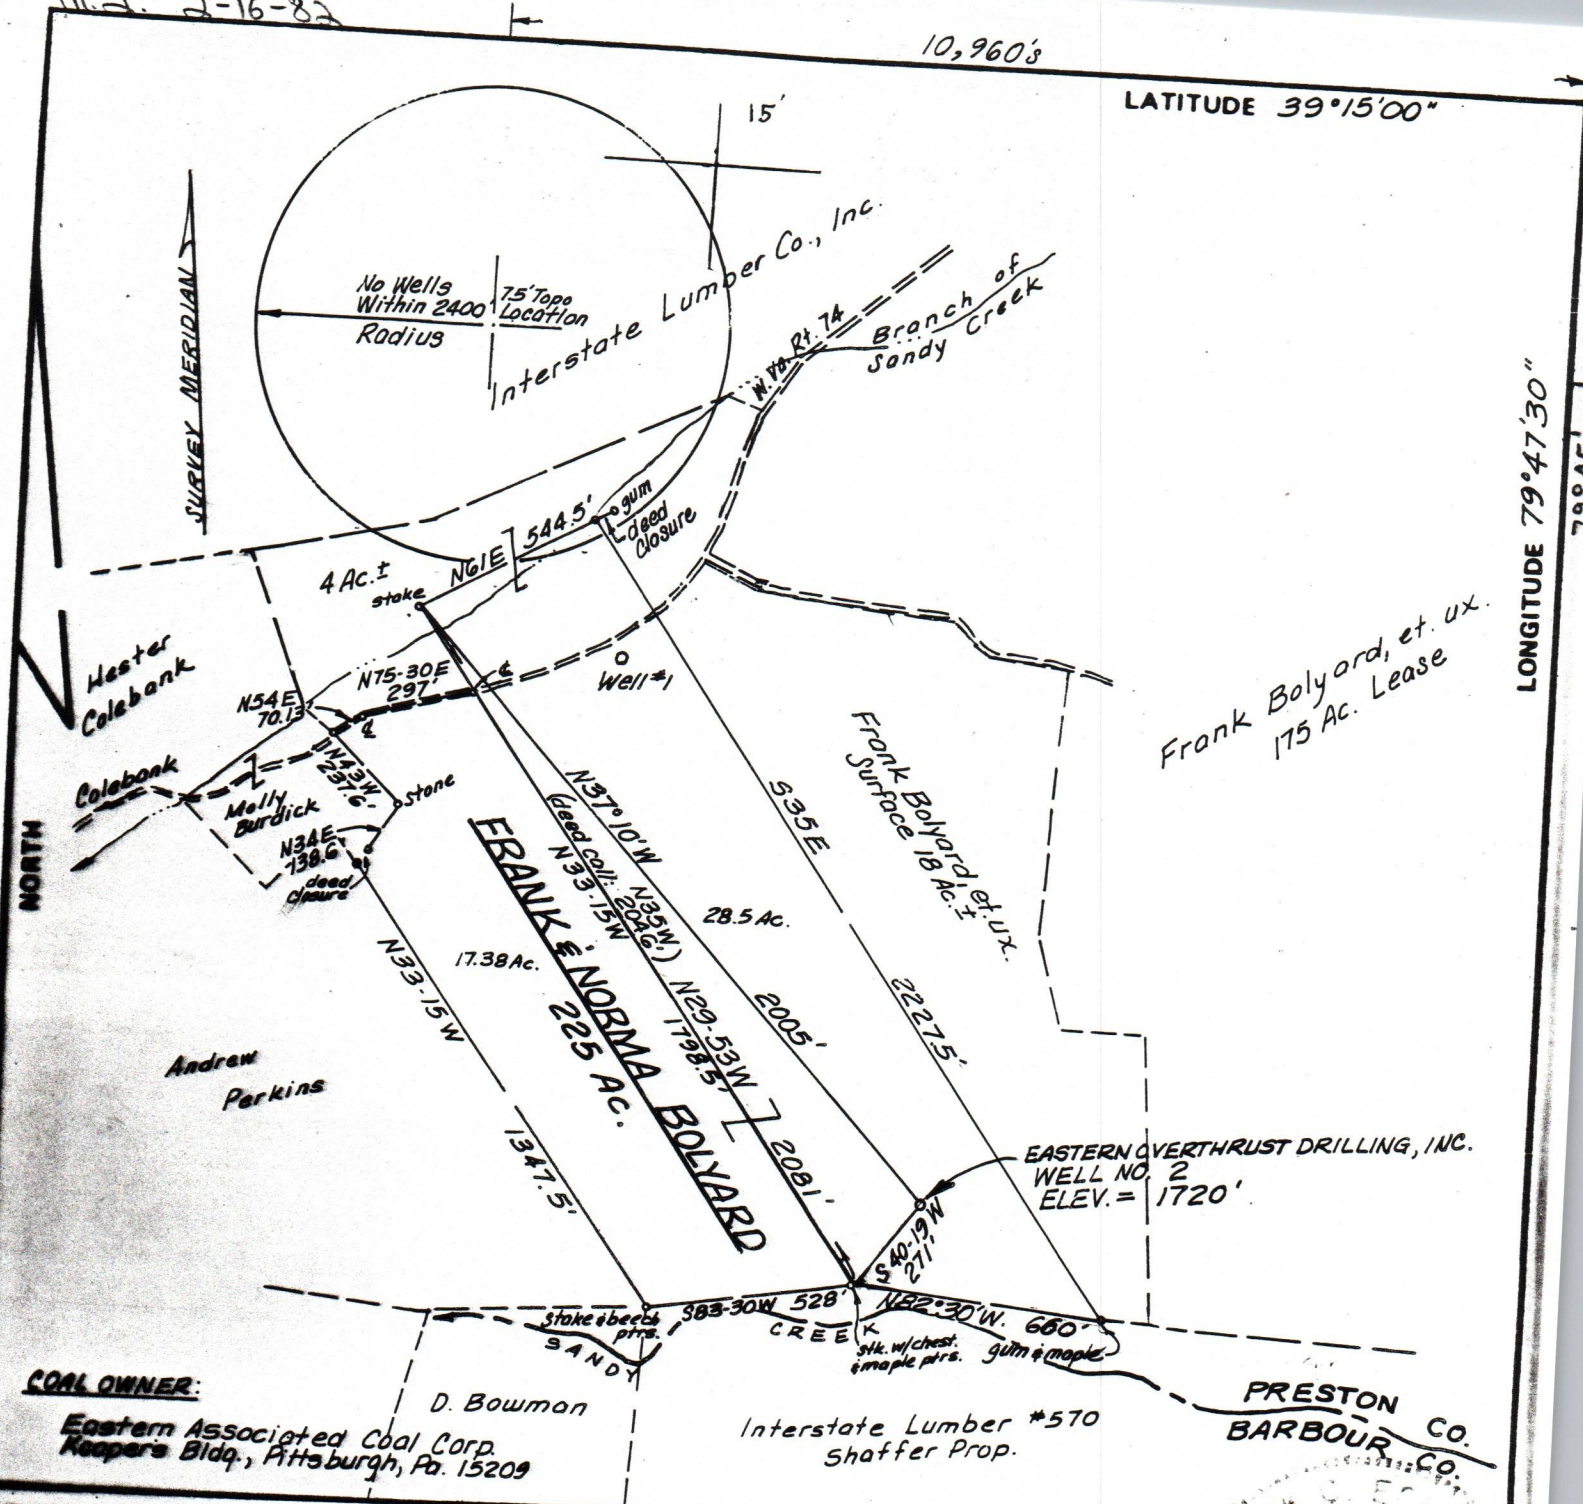 2-16-82
10,960's
LATITUDE 39°15'00"
15'
SURVEY MERIDIAN
No Wells
Within 2400'
Radius
7.5' Topo
Location
Interstate Lumber Co., Inc.
W. Va. Rt. 74
Branch of
Sandy Creek
LONGITUDE 79°47'30"
4 Ac.±
stake
N61E 544.5'
gum
deed
closure
Hester
Colebank
N54E
70.13'
N75-30E
297'
℄
℄
Well #1
Frank Bolyard, et. ux.
175 Ac. Lease
Colebank
Molly
Burdick
N43W
237.6'
stone
N34E
138.6'
deed
closure
NORTH
Frank Bolyard, et. ux.
Surface 18 Ac.±
S35E
2227.5'
N37°10'W
2005'
(deed call: N35W
2046')
N33-15W
N29-53W
1798.5'
2081'
28.5 Ac.
17.38 Ac.
FRANK & NORMA BOLYARD
225 Ac.
N33-15W
1347.5'
Andrew
Perkins
EASTERN OVERTHRUST DRILLING, INC.
WELL NO. 2
ELEV. = 1720'
S40-19W
271'
S83-30W 528'
N82°30'W. 660'
stake & beech
ptrs.
SANDY
CREEK
stk. w/chest.
& maple ptrs.
gum & maple
COAL OWNER:
Eastern Associated Coal Corp.
Koopers Bldg., Pittsburgh, Pa. 15209
D. Bowman
Interstate Lumber #570
Shaffer Prop.
PRESTON CO.
BARBOUR CO.